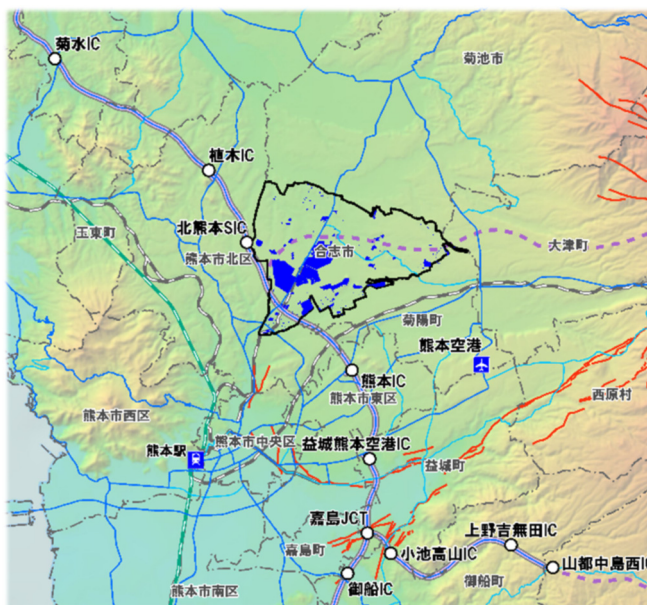 菊水IC
菊池市
植木IC
玉東町
北熊本SIC
合志市
大津町
熊本市北区
菊陽町
熊本空港
熊本IC
熊本市東区
西原村
熊本市西区
熊本駅
熊本市中央区
益城熊本空港IC
益城町
嘉島JCT
上野吉無田IC
嘉島町
小池高山IC
山都中島西IC
御船IC
御船町
熊本市南区